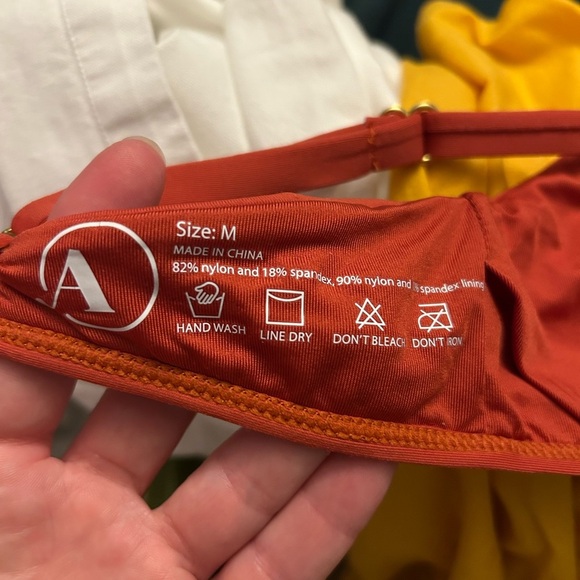 A
Size: M
MADE IN CHINA
82% nylon and 18% spandex, 90% nylon and % spandex lining
HAND WASH
LINE DRY
DON'T BLEACH
DON'T IRON